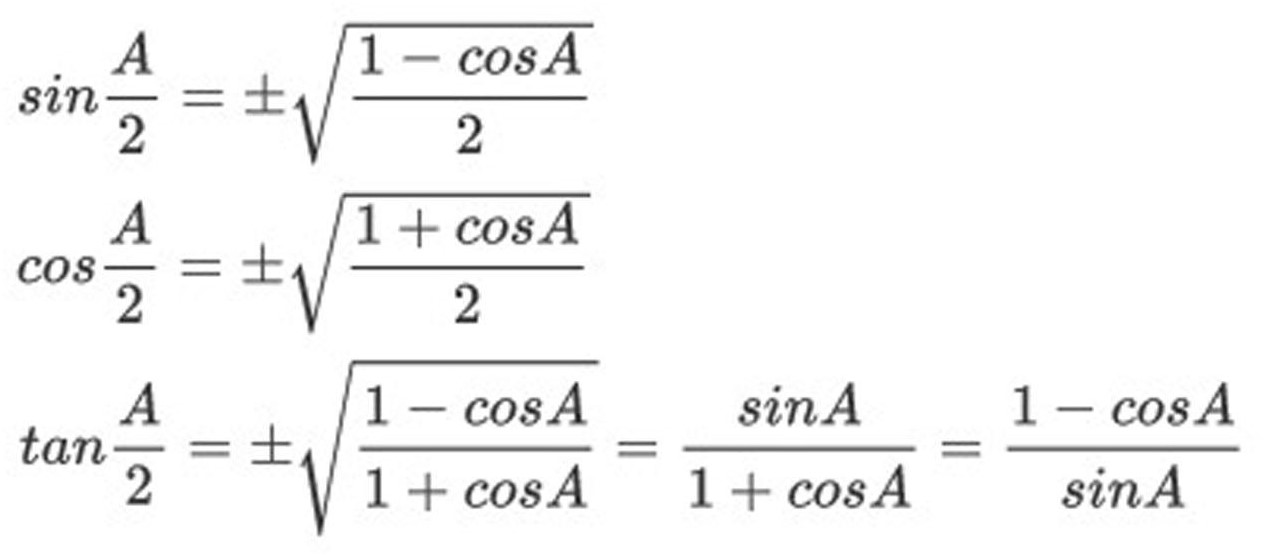 sin A/2 = ±√((1 − cosA)/2)
cos A/2 = ±√((1 + cosA)/2)
tan A/2 = ±√((1 − cosA)/(1 + cosA)) = sinA/(1 + cosA) = (1 − cosA)/sinA